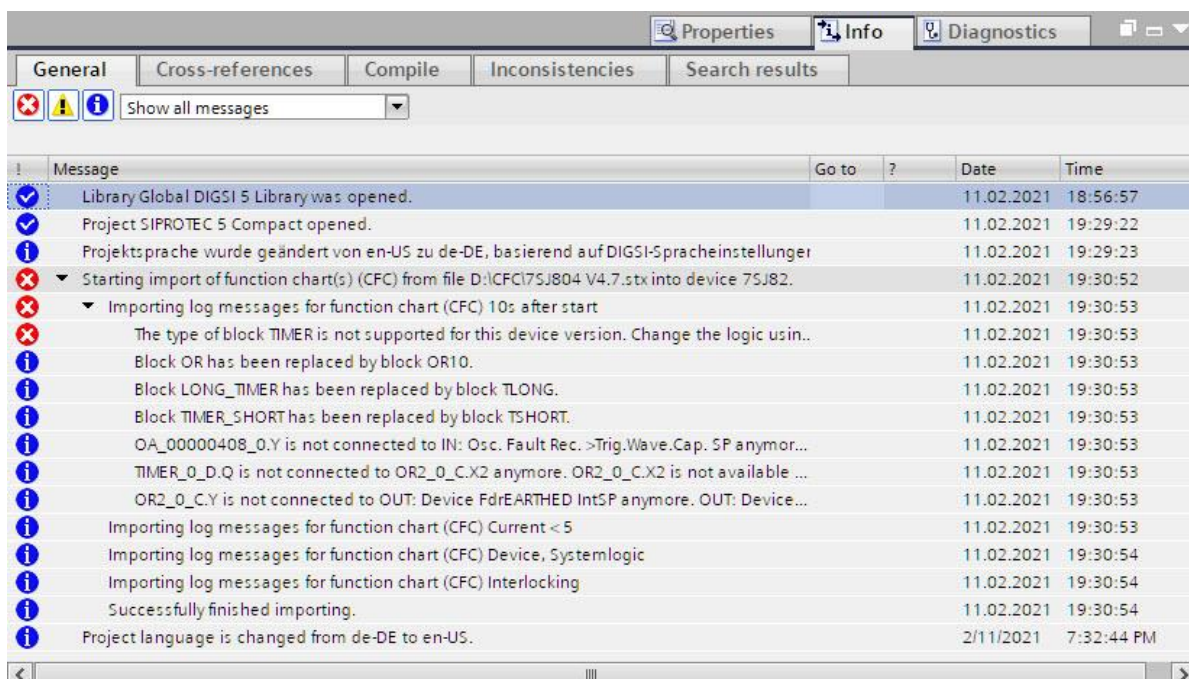 Properties Info Diagnostics
General Cross-references Compile Inconsistencies Search results
Show all messages
! Message Go to ? Date Time
Library Global DIGSI 5 Library was opened. 11.02.2021 18:56:57
Project SIPROTEC 5 Compact opened. 11.02.2021 19:29:22
Projektsprache wurde geändert von en-US zu de-DE, basierend auf DIGSI-Spracheinstellunger 11.02.2021 19:29:23
Starting import of function chart(s) (CFC) from file D:\CFC\7SJ804 V4.7.stx into device 7SJ82. 11.02.2021 19:30:52
Importing log messages for function chart (CFC) 10s after start 11.02.2021 19:30:53
The type of block TIMER is not supported for this device version. Change the logic usin.. 11.02.2021 19:30:53
Block OR has been replaced by block OR10. 11.02.2021 19:30:53
Block LONG_TIMER has been replaced by block TLONG. 11.02.2021 19:30:53
Block TIMER_SHORT has been replaced by block TSHORT. 11.02.2021 19:30:53
OA_00000408_0.Y is not connected to IN: Osc. Fault Rec. >Trig.Wave.Cap. SP anymor... 11.02.2021 19:30:53
TIMER_0_D.Q is not connected to OR2_0_C.X2 anymore. OR2_0_C.X2 is not available ... 11.02.2021 19:30:53
OR2_0_C.Y is not connected to OUT: Device FdrEARTHED IntSP anymore. OUT: Device... 11.02.2021 19:30:53
Importing log messages for function chart (CFC) Current < 5 11.02.2021 19:30:53
Importing log messages for function chart (CFC) Device, Systemlogic 11.02.2021 19:30:54
Importing log messages for function chart (CFC) Interlocking 11.02.2021 19:30:54
Successfully finished importing. 11.02.2021 19:30:54
Project language is changed from de-DE to en-US. 2/11/2021 7:32:44 PM